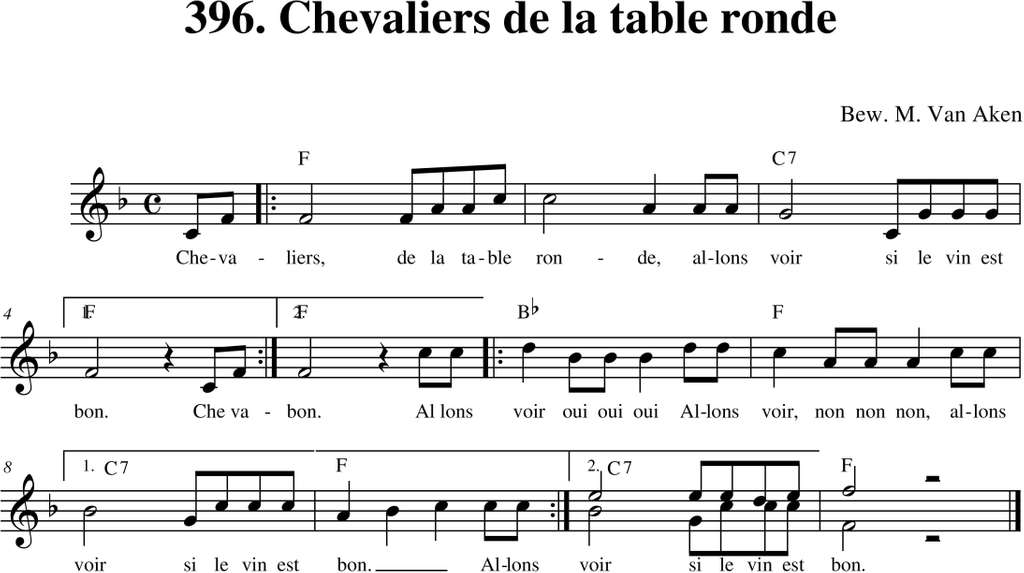 396. Chevaliers de la table ronde
Bew. M. Van Aken
F C7
Che-va - liers, de la ta-ble ron - de, al-lons voir si le vin est
4 1. F 2. F B♭ F
bon. Che va - bon. Al lons voir oui oui oui Al-lons voir, non non non, al-lons
8 1. C7 F 2. C7 F
voir si le vin est bon. Al-lons voir si le vin est bon.